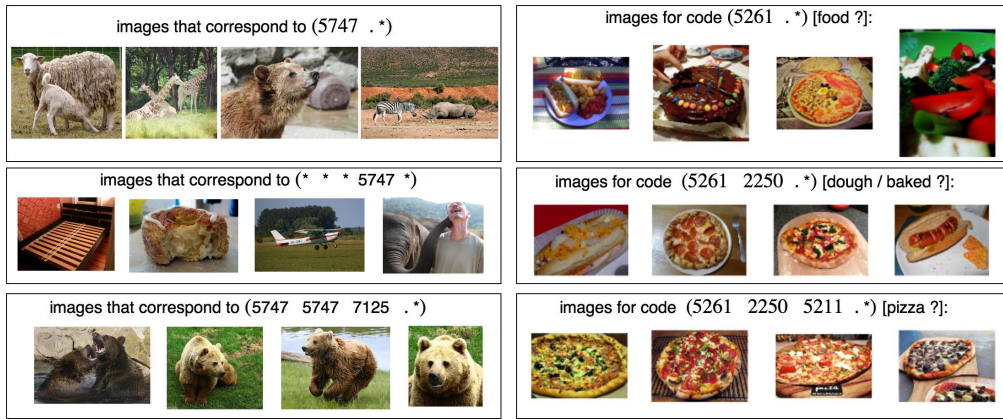 images that correspond to (5747 .*)
images that correspond to (* * * 5747 *)
images that correspond to (5747 5747 7125 .*)
images for code (5261 .*) [food ?]:
images for code (5261 2250 .*) [dough / baked ?]:
images for code (5261 2250 5211 .*) [pizza ?]:
pizza